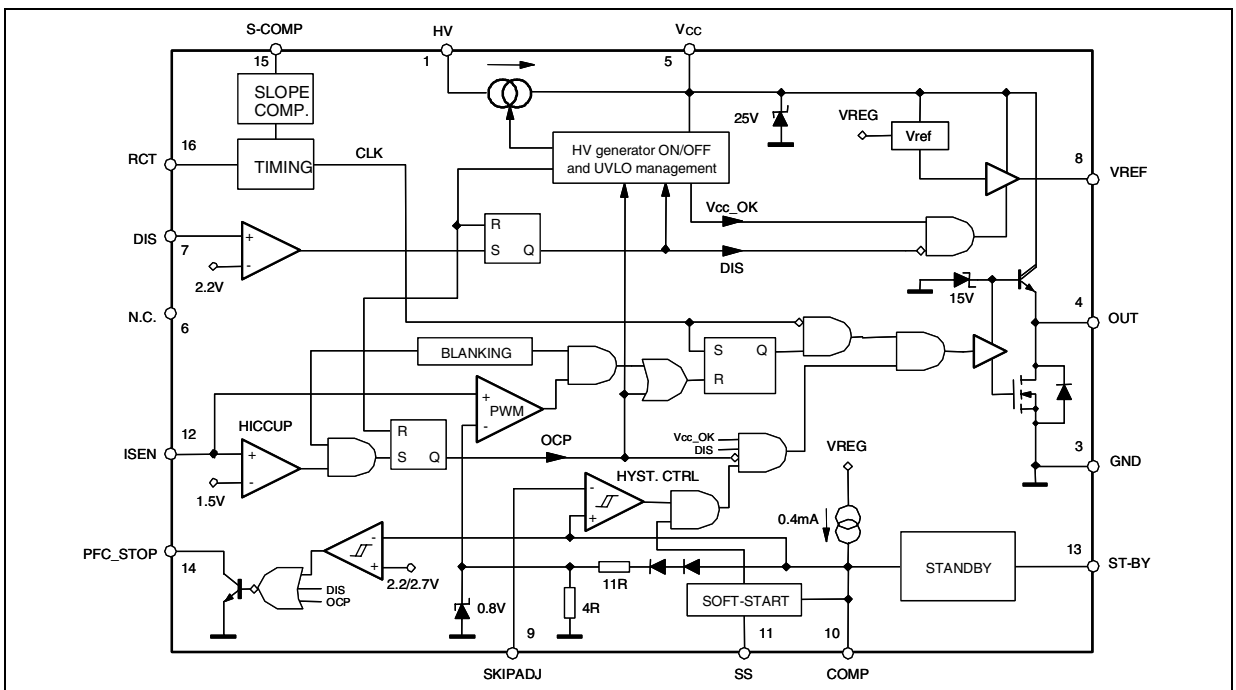 S-COMP
HV
VCC
15
1
5
SLOPE
COMP.
25V
VREG
Vref
16
RCT
TIMING
CLK
HV generator ON/OFF
and UVLO management
8
VREF
Vcc_OK
DIS
7
+
-
2.2V
R
S
Q
DIS
15V
4
OUT
N.C.
6
BLANKING
S
Q
R
+
-
PWM
12
ISEN
HICCUP
+
-
1.5V
R
S
Q
OCP
Vcc_OK
DIS
VREG
3
GND
HYST. CTRL
-
+
0.4mA
PFC_STOP
14
-
+
2.2/2.7V
DIS
OCP
13
ST-BY
STANDBY
11R
4R
0.8V
SOFT-START
9
11
10
SKIPADJ
SS
COMP